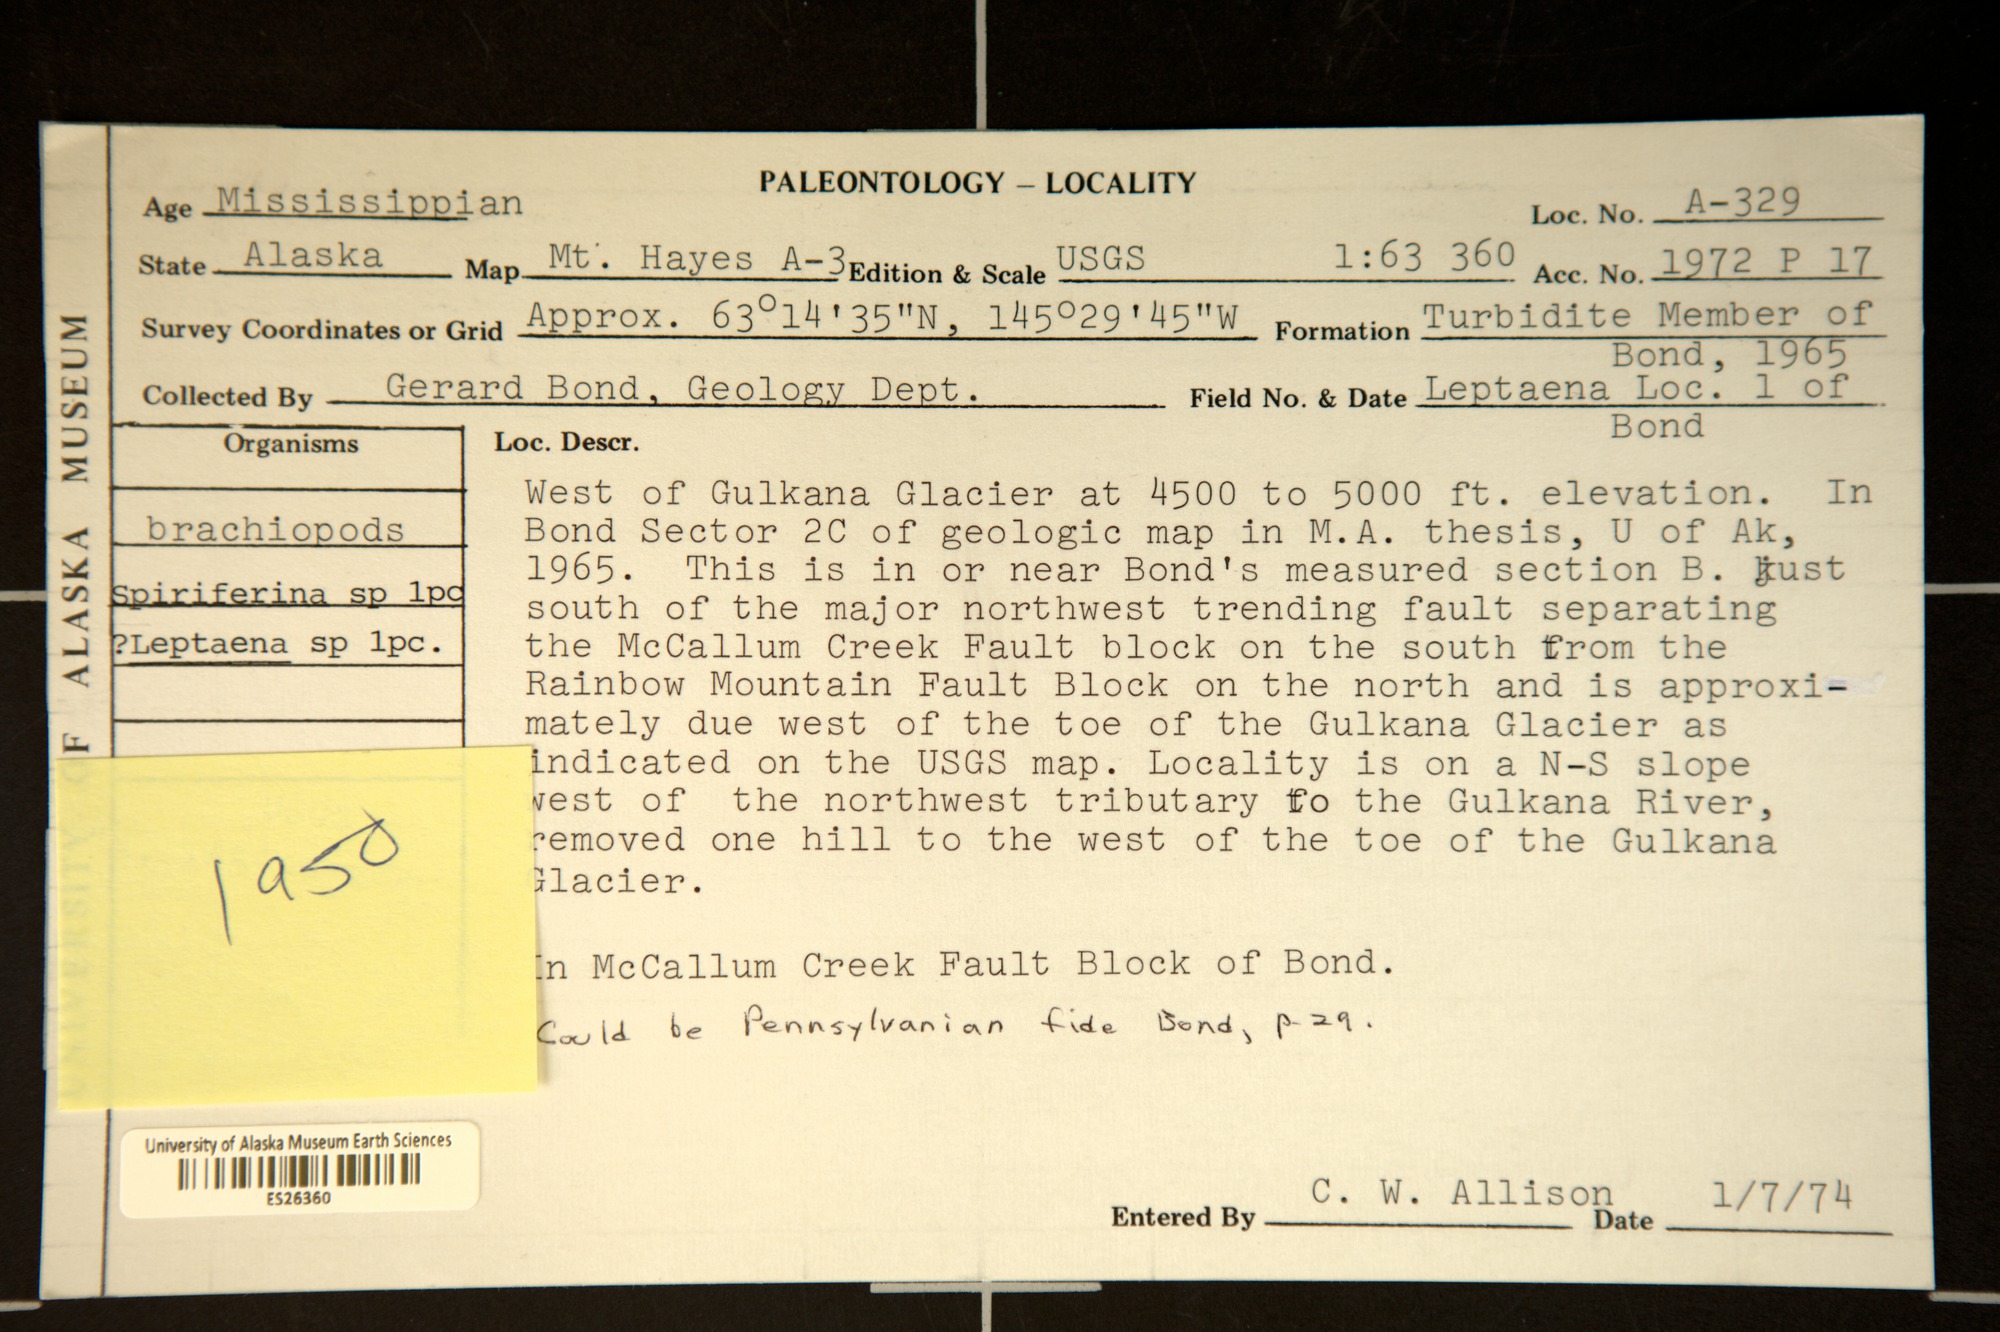 PALEONTOLOGY – LOCALITY
Age Mississippian
Loc. No. A-329
State Alaska Map Mt. Hayes A-3 Edition & Scale USGS 1:63 360 Acc. No. 1972 P 17
Survey Coordinates or Grid Approx. 63°14'35"N, 145°29'45"W Formation Turbidite Member of
Bond, 1965
Collected By Gerard Bond, Geology Dept. Field No. & Date Leptaena Loc. 1 of
Bond
Organisms
brachiopods
Spiriferina sp 1pc
?Leptaena sp 1pc.
Loc. Descr.
West of Gulkana Glacier at 4500 to 5000 ft. elevation. In
Bond Sector 2C of geologic map in M.A. thesis, U of Ak,
1965. This is in or near Bond's measured section B. just
south of the major northwest trending fault separating
the McCallum Creek Fault block on the south from the
Rainbow Mountain Fault Block on the north and is approxi-
mately due west of the toe of the Gulkana Glacier as
indicated on the USGS map. Locality is on a N-S slope
west of the northwest tributary to the Gulkana River,
removed one hill to the west of the toe of the Gulkana
Glacier.
In McCallum Creek Fault Block of Bond.
Could be Pennsylvanian fide Bond, p-29.
1950
University of Alaska Museum Earth Sciences
ES26360
Entered By C. W. Allison Date 1/7/74
UNIVERSITY OF ALASKA MUSEUM